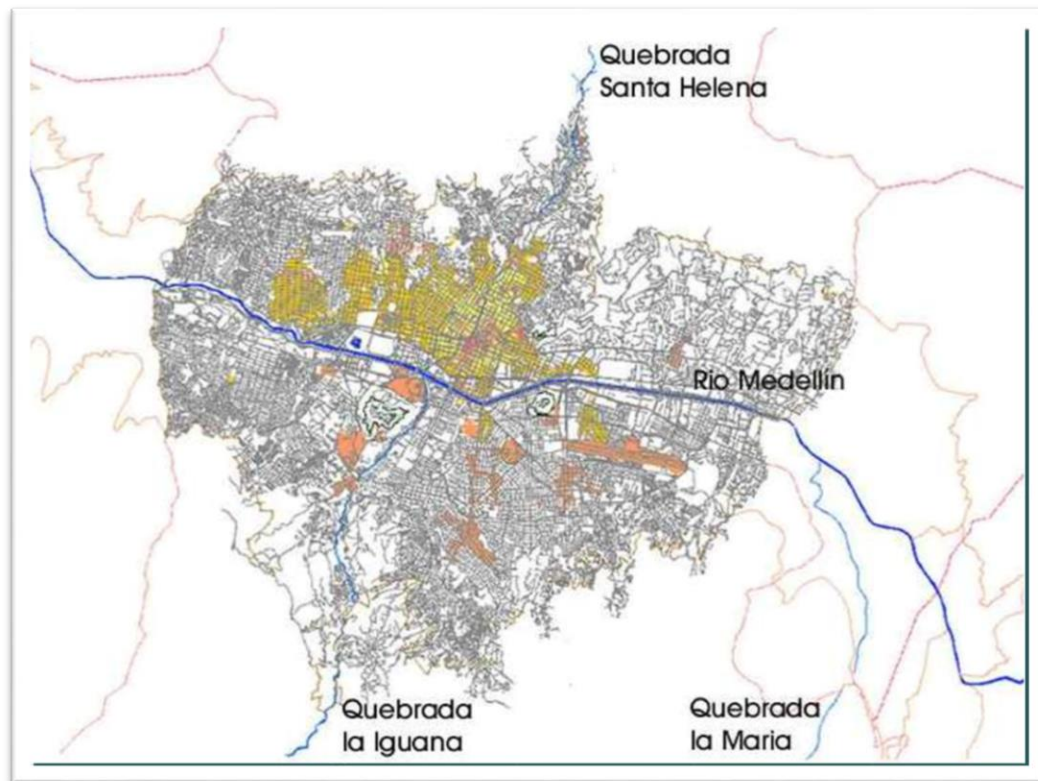 Quebrada
Santa Helena
Rio Medellín
Quebrada
la Iguana
Quebrada
la Maria